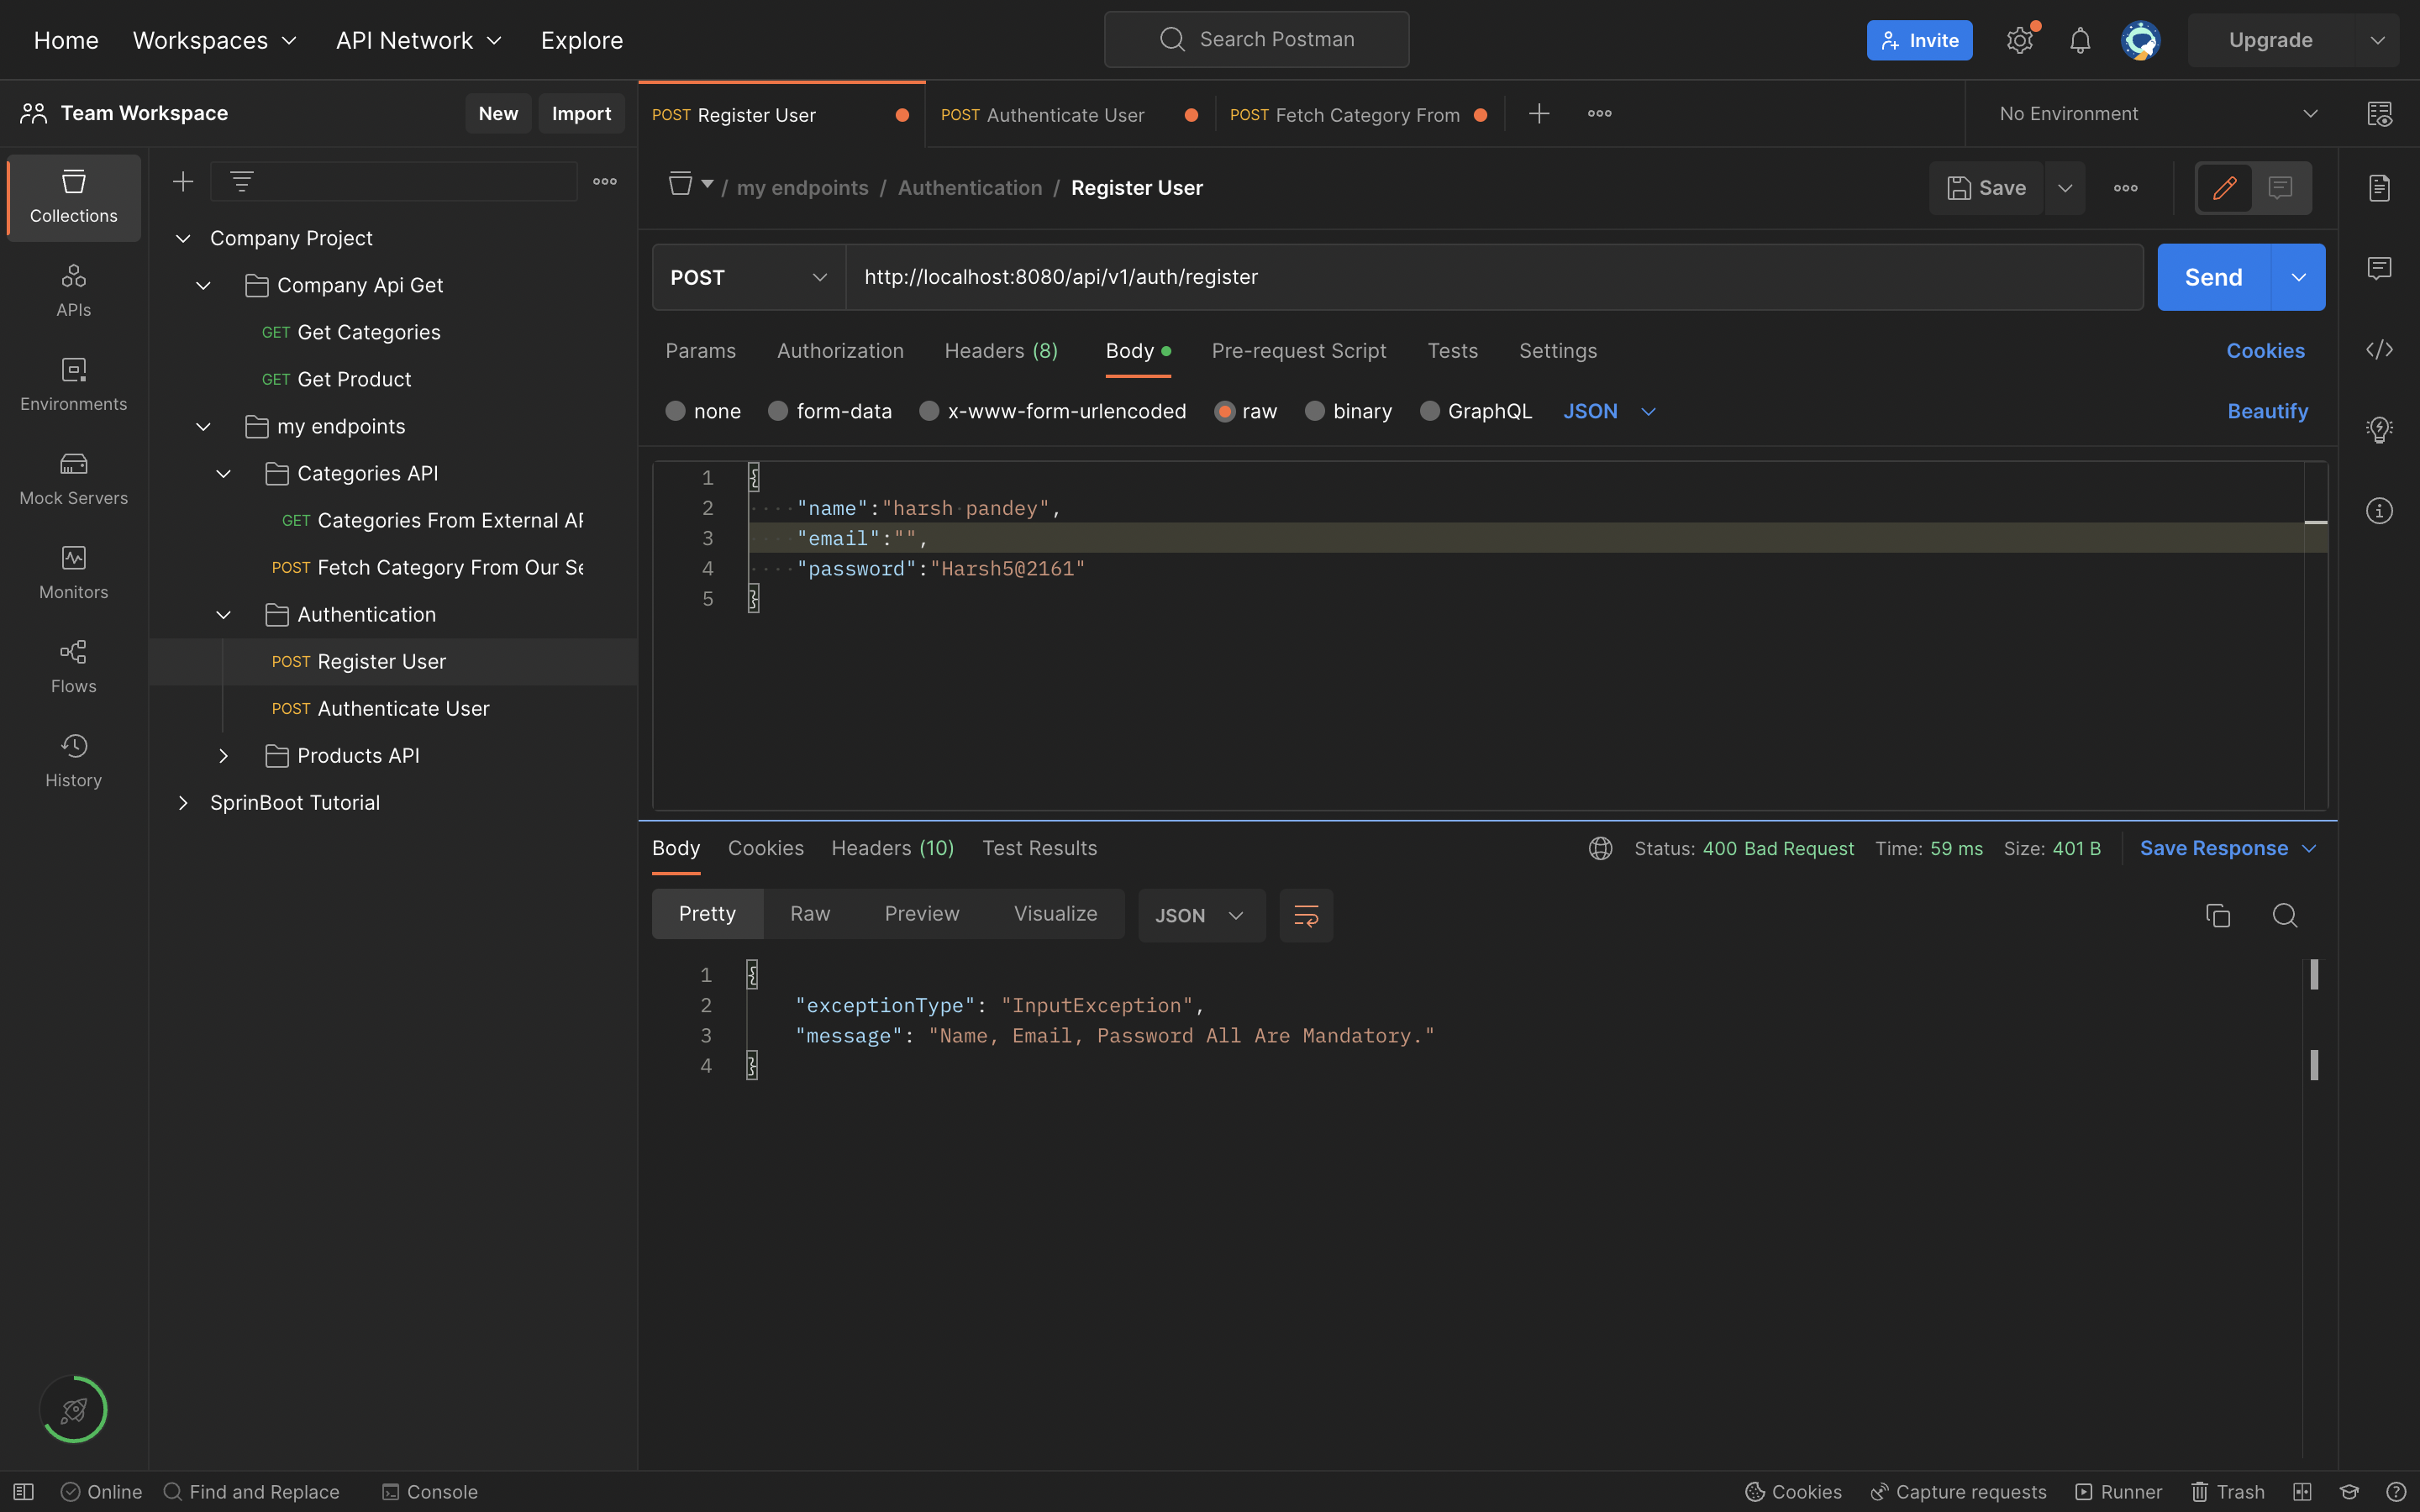 Home Workspaces API Network Explore Search Postman Invite Upgrade
Team Workspace New Import
POST Register User POST Authenticate User POST Fetch Category From No Environment
Collections
APIs
Environments
Mock Servers
Monitors
Flows
History
Company Project
Company Api Get
GET Get Categories
GET Get Product
my endpoints
Categories API
GET Categories From External AP
POST Fetch Category From Our Se
Authentication
POST Register User
POST Authenticate User
Products API
SprinBoot Tutorial
/ my endpoints / Authentication / Register User Save
POST http://localhost:8080/api/v1/auth/register Send
Params Authorization Headers (8) Body Pre-request Script Tests Settings Cookies
none form-data x-www-form-urlencoded raw binary GraphQL JSON Beautify
1 {
2 "name":"harsh pandey",
3 "email":"",
4 "password":"Harsh5@2161"
5 }
Body Cookies Headers (10) Test Results Status: 400 Bad Request Time: 59 ms Size: 401 B Save Response
Pretty Raw Preview Visualize JSON
1 {
2 "exceptionType": "InputException",
3 "message": "Name, Email, Password All Are Mandatory."
4 }
Online Find and Replace Console Cookies Capture requests Runner Trash